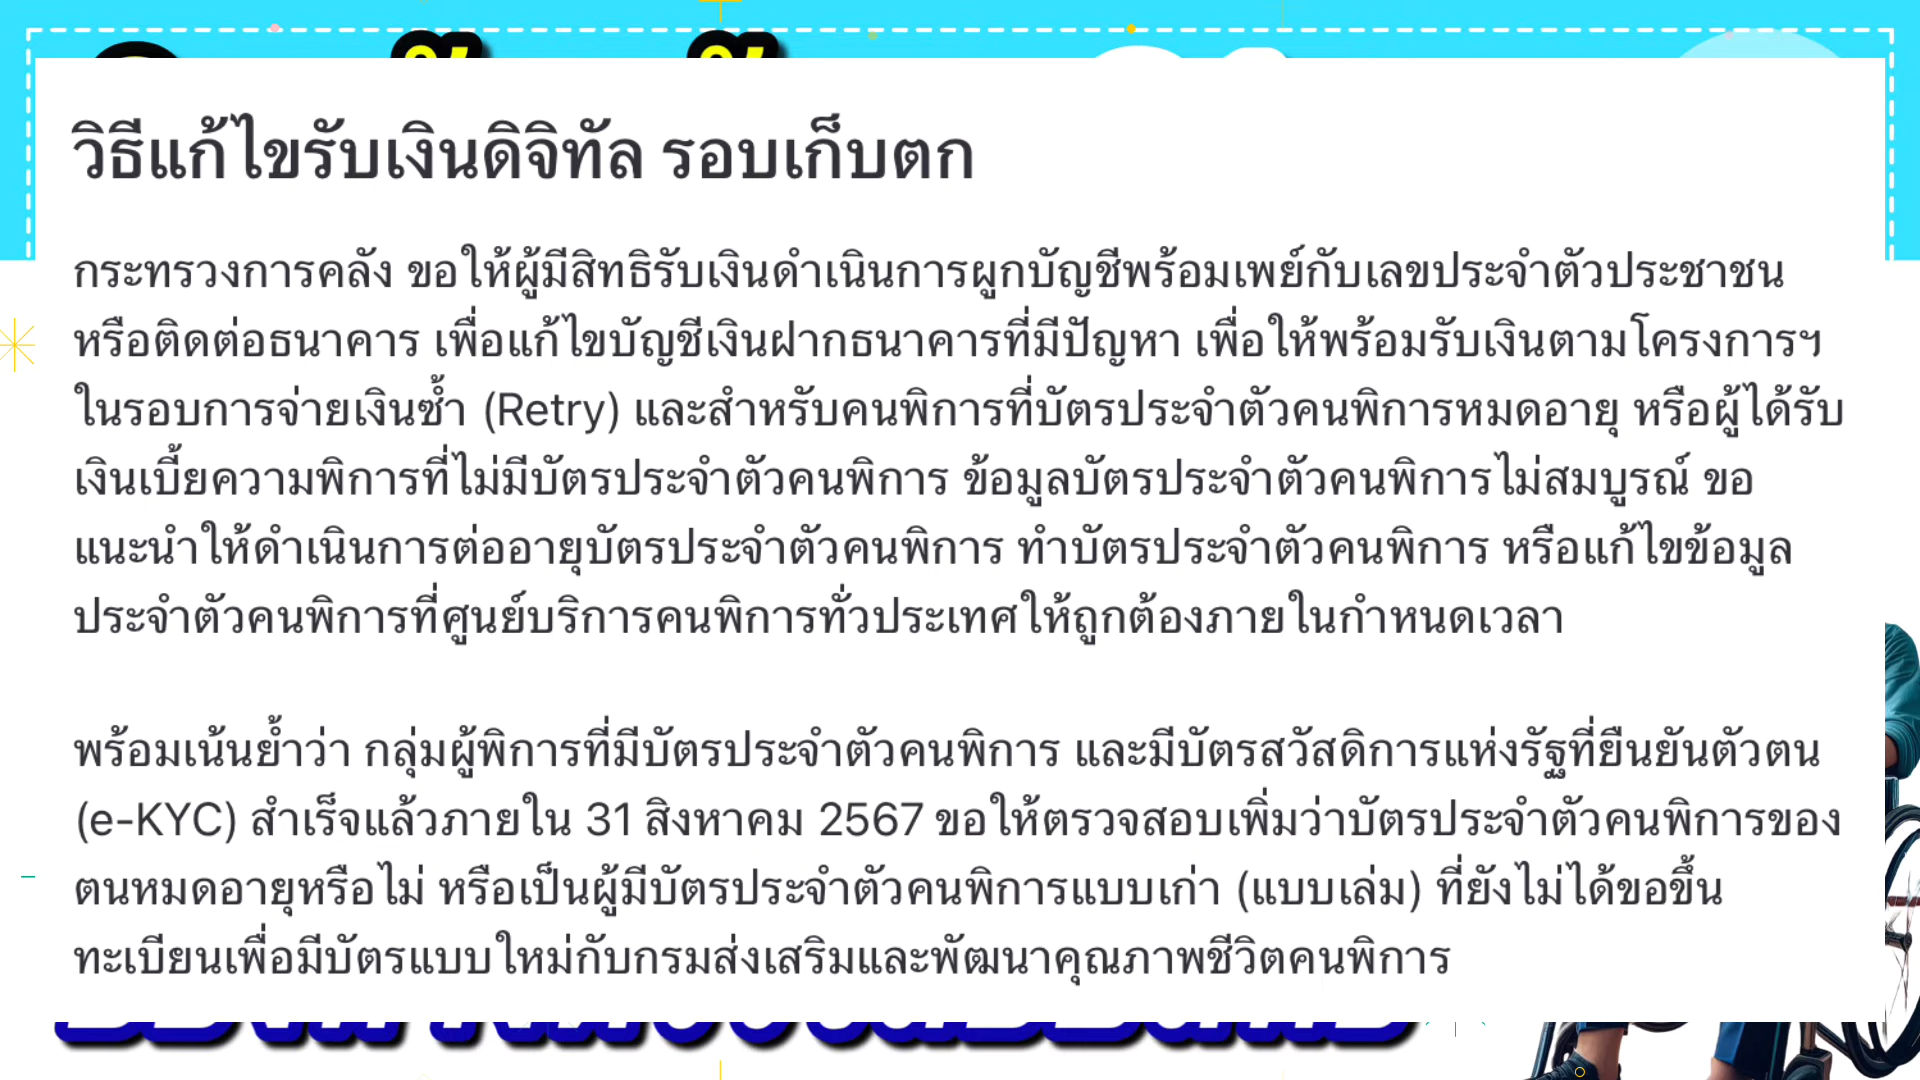 วิธีแก้ไขรับเงินดิจิทัล รอบเก็บตก
กระทรวงการคลัง ขอให้ผู้มีสิทธิรับเงินดำเนินการผูกบัญชีพร้อมเพย์กับเลขประจำตัวประชาชน
หรือติดต่อธนาคาร เพื่อแก้ไขบัญชีเงินฝากธนาคารที่มีปัญหา เพื่อให้พร้อมรับเงินตามโครงการฯ
ในรอบการจ่ายเงินซ้ำ (Retry) และสำหรับคนพิการที่บัตรประจำตัวคนพิการหมดอายุ หรือผู้ได้รับ
เงินเบี้ยความพิการที่ไม่มีบัตรประจำตัวคนพิการ ข้อมูลบัตรประจำตัวคนพิการไม่สมบูรณ์ ขอ
แนะนำให้ดำเนินการต่ออายุบัตรประจำตัวคนพิการ ทำบัตรประจำตัวคนพิการ หรือแก้ไขข้อมูล
ประจำตัวคนพิการที่ศูนย์บริการคนพิการทั่วประเทศให้ถูกต้องภายในกำหนดเวลา
พร้อมเน้นย้ำว่า กลุ่มผู้พิการที่มีบัตรประจำตัวคนพิการ และมีบัตรสวัสดิการแห่งรัฐที่ยืนยันตัวตน
(e-KYC) สำเร็จแล้วภายใน 31 สิงหาคม 2567 ขอให้ตรวจสอบเพิ่มว่าบัตรประจำตัวคนพิการของ
ตนหมดอายุหรือไม่ หรือเป็นผู้มีบัตรประจำตัวคนพิการแบบเก่า (แบบเล่ม) ที่ยังไม่ได้ขอขึ้น
ทะเบียนเพื่อมีบัตรแบบใหม่กับกรมส่งเสริมและพัฒนาคุณภาพชีวิตคนพิการ